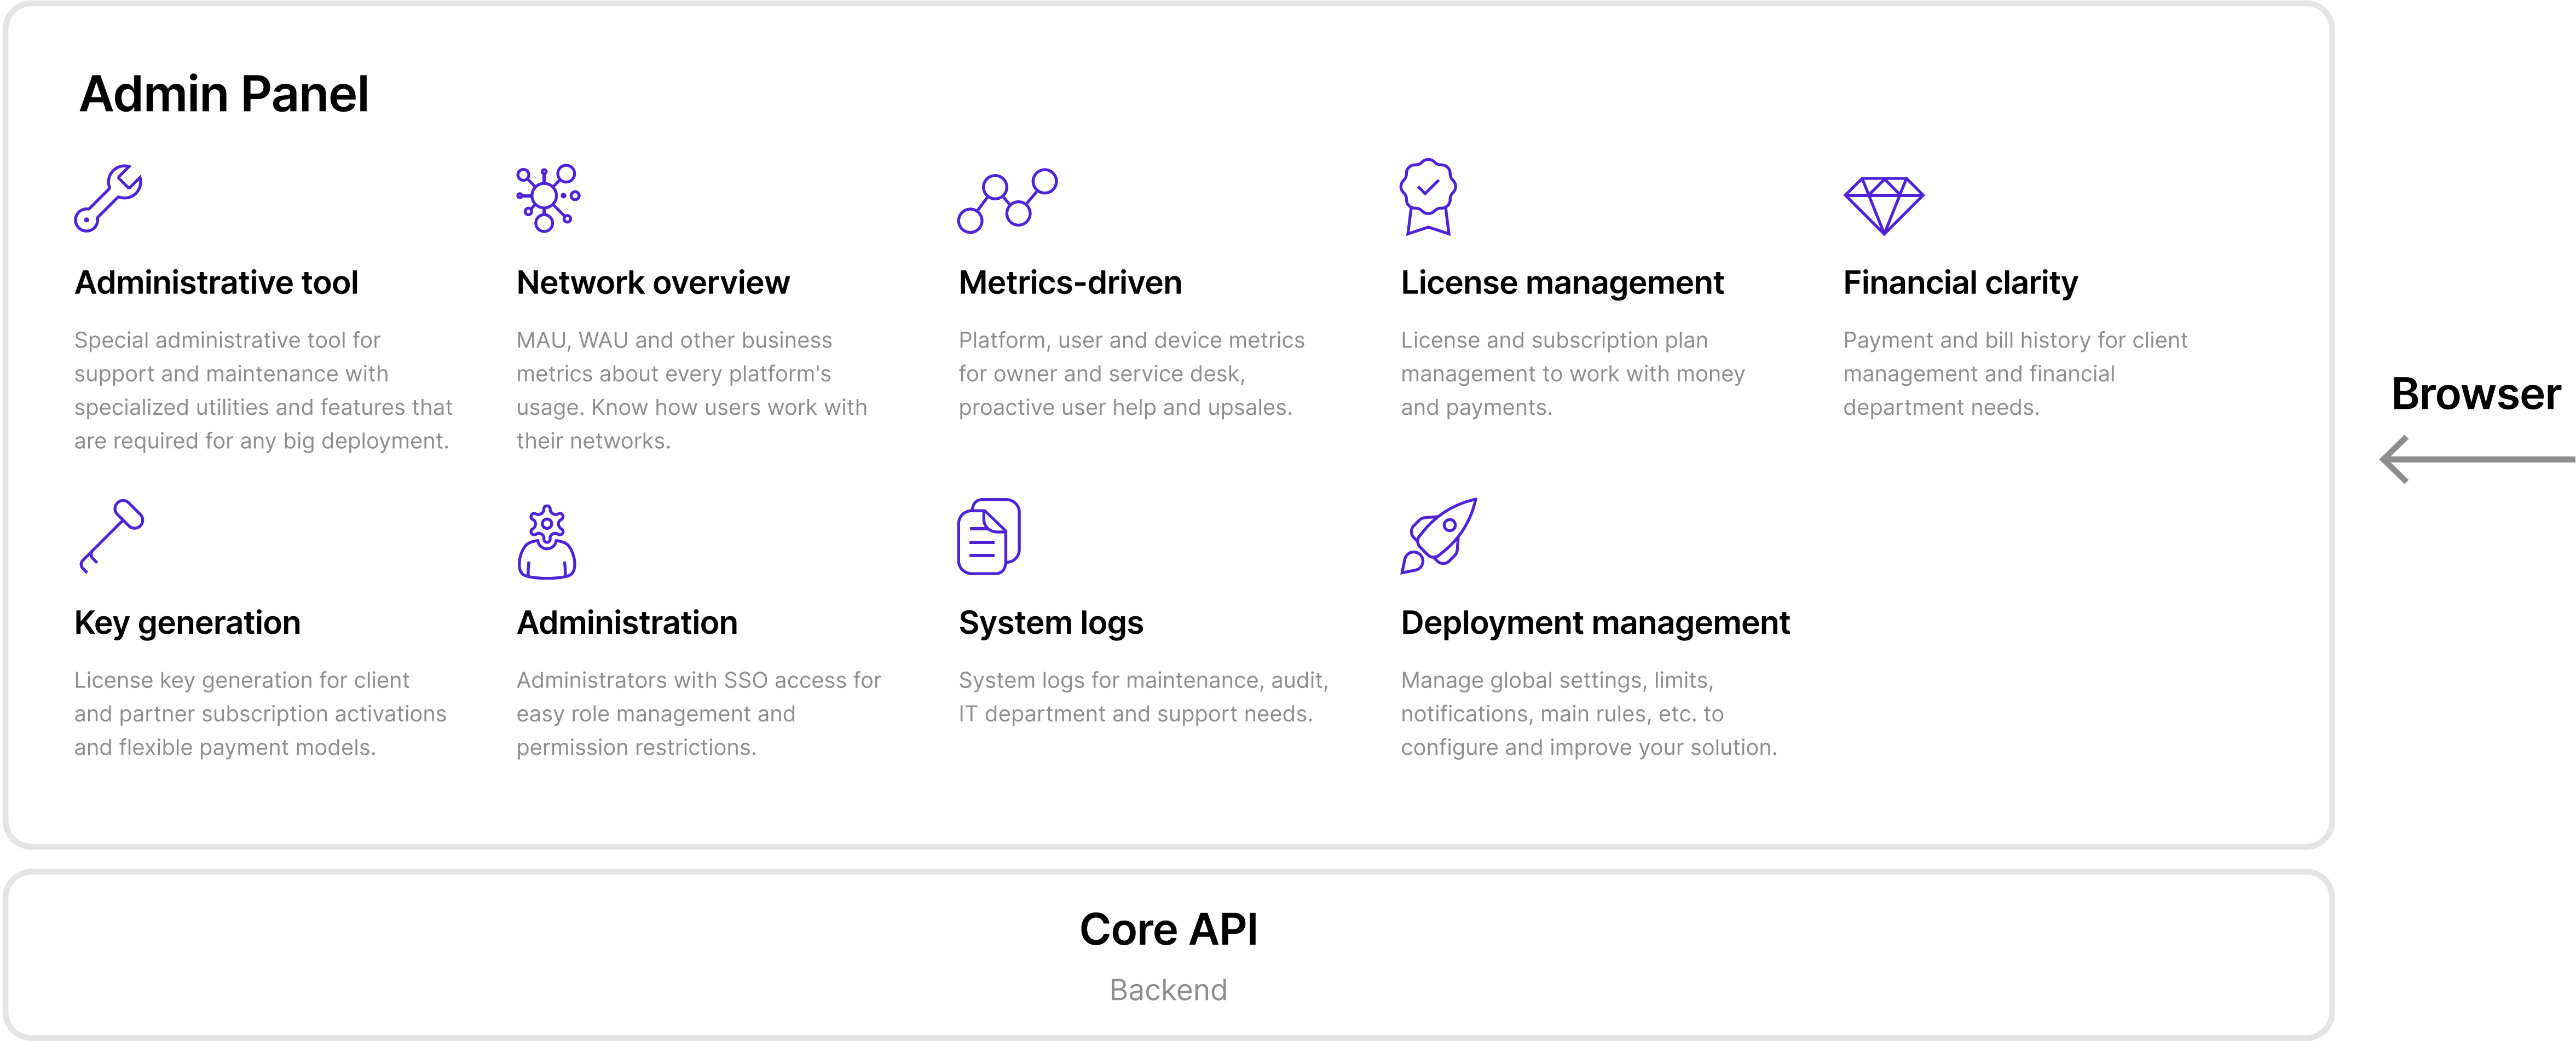 Admin Panel
Administrative tool
Special administrative tool for
support and maintenance with
specialized utilities and features that
are required for any big deployment.
Network overview
MAU, WAU and other business
metrics about every platform's
usage. Know how users work with
their networks.
Metrics-driven
Platform, user and device metrics
for owner and service desk,
proactive user help and upsales.
License management
License and subscription plan
management to work with money
and payments.
Financial clarity
Payment and bill history for client
management and financial
department needs.
Key generation
License key generation for client
and partner subscription activations
and flexible payment models.
Administration
Administrators with SSO access for
easy role management and
permission restrictions.
System logs
System logs for maintenance, audit,
IT department and support needs.
Deployment management
Manage global settings, limits,
notifications, main rules, etc. to
configure and improve your solution.
Browser
Core API
Backend